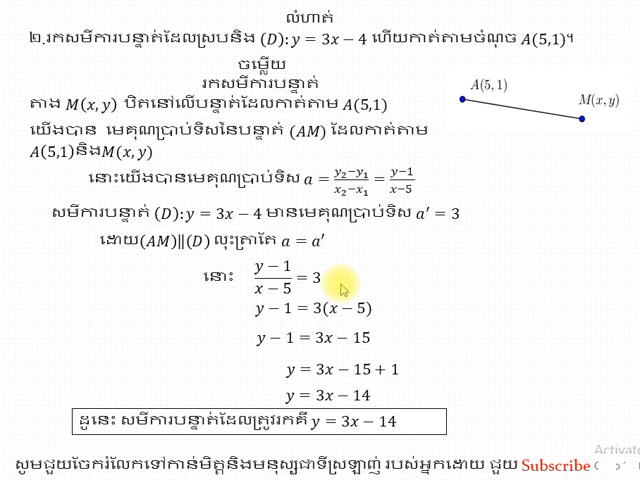 លំហាត់
២.រកសមីការបន្ទាត់ដែលស្របនិង (D): y = 3x − 4 ហើយកាត់តាមចំណុច A(5,1)។
ចម្លើយ
រកសមីការបន្ទាត់
តាង M(x, y) ឋិតនៅលើបន្ទាត់ដែលកាត់តាម A(5,1)
A(5, 1)
M(x, y)
យើងបាន មេគុណប្រាប់ទិសនៃបន្ទាត់ (AM) ដែលកាត់តាម
A(5,1)និងM(x, y)
នោះយើងបានមេគុណប្រាប់ទិស a = (y₂−y₁)/(x₂−x₁) = (y−1)/(x−5)
សមីការបន្ទាត់ (D): y = 3x − 4 មានមេគុណប្រាប់ទិស a′ = 3
ដោយ(AM)||(D) លុះត្រាតែ a = a′
នោះ (y − 1)/(x − 5) = 3
y − 1 = 3(x − 5)
y − 1 = 3x − 15
y = 3x − 15 + 1
y = 3x − 14
ដូនេះ សមីការបន្ទាត់ដែលត្រូវរកគឺ y = 3x − 14
សូមជួយចែករំលែកទៅកាន់មិត្តនិងមនុស្សជាទីស្រឡាញ់ របស់អ្នកដោយ ជួយ Subscribe